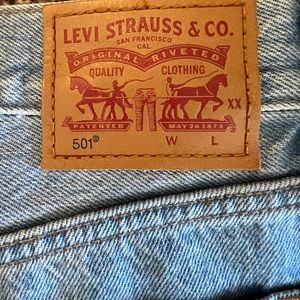 LEVI STRAUSS & CO.
SAN FRANCISCO
CAL.
ORIGINAL RIVETED
QUALITY CLOTHING
XX
PATENTED MAY 20 1873
501® W L